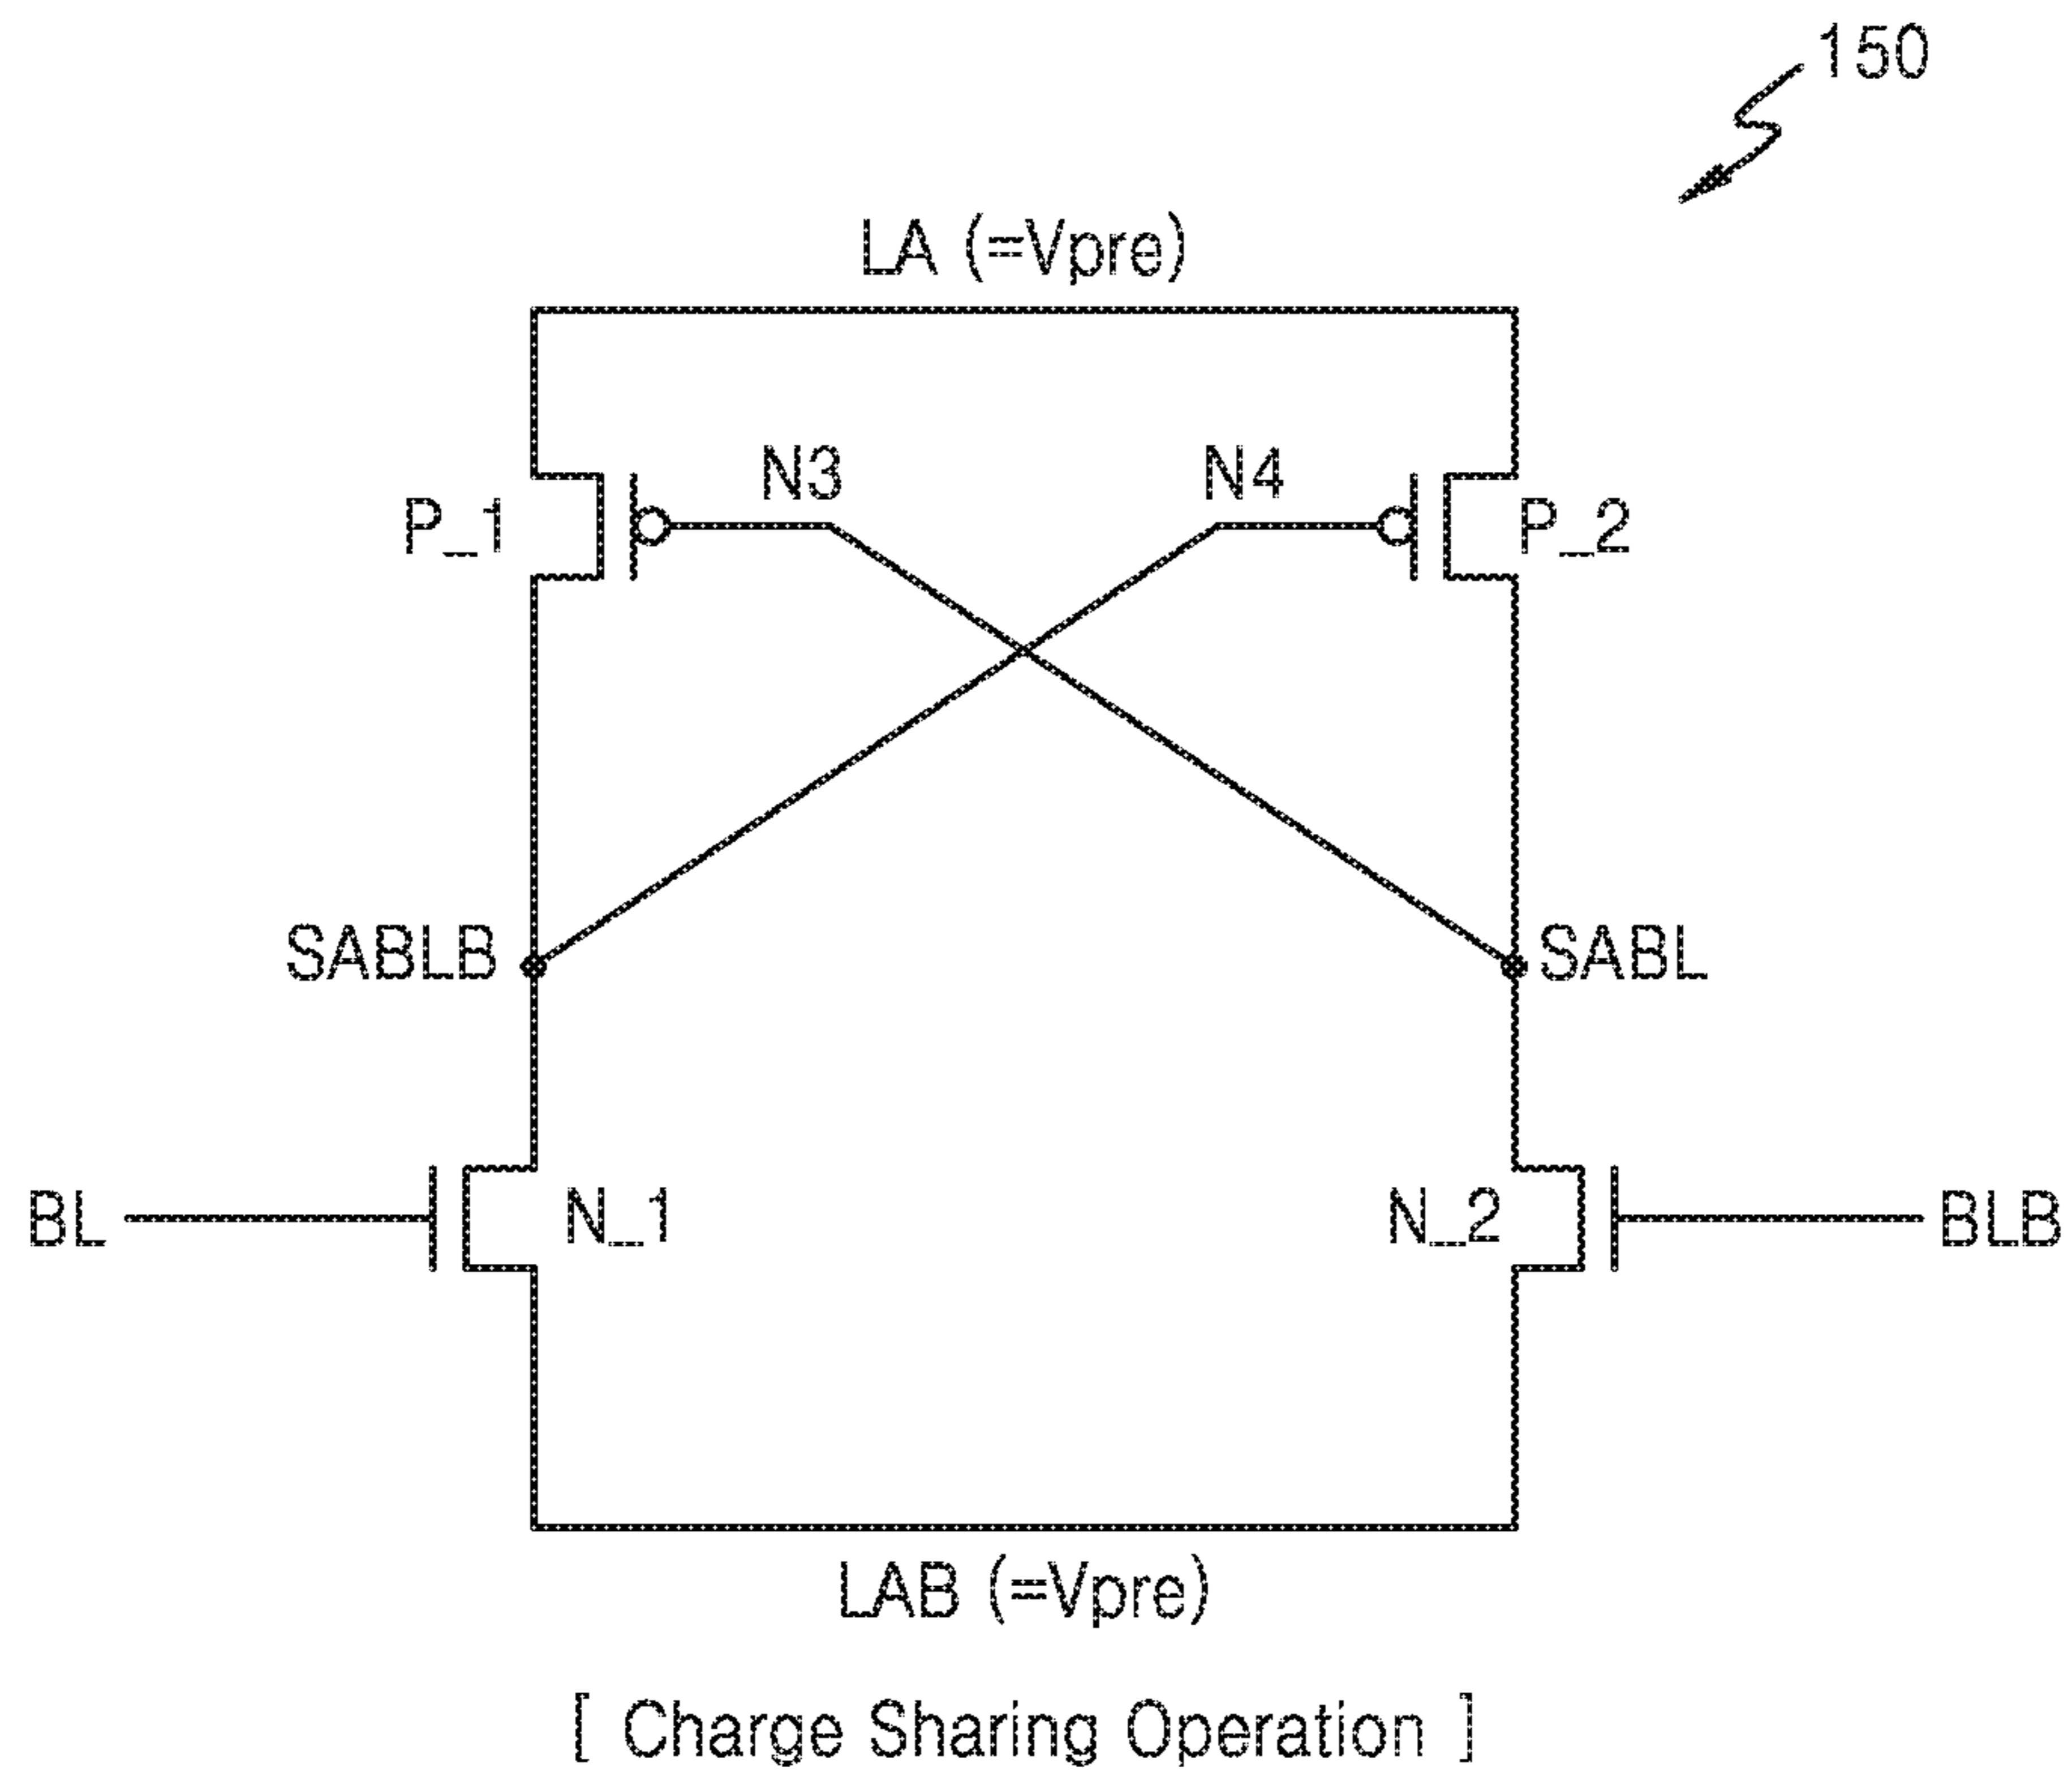 150
LA (=Vpre)
N3
N4
P_1
P_2
SABLB
SABL
BL
N_1
N_2
BLB
LAB (=Vpre)
[ Charge Sharing Operation ]